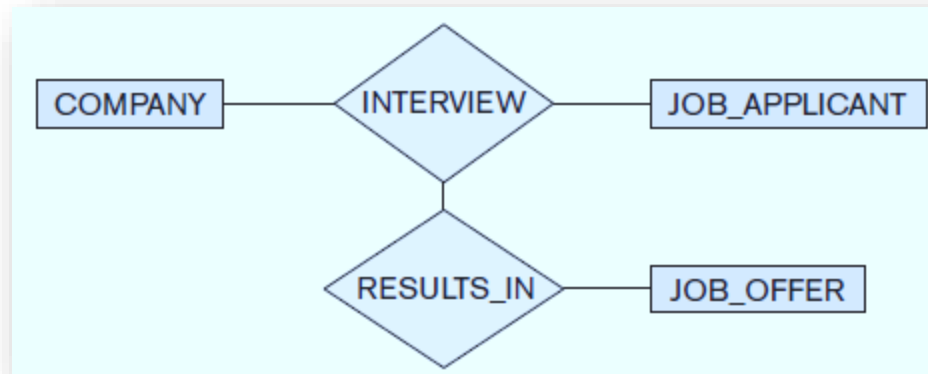 COMPANY
INTERVIEW
JOB_APPLICANT
RESULTS_IN
JOB_OFFER